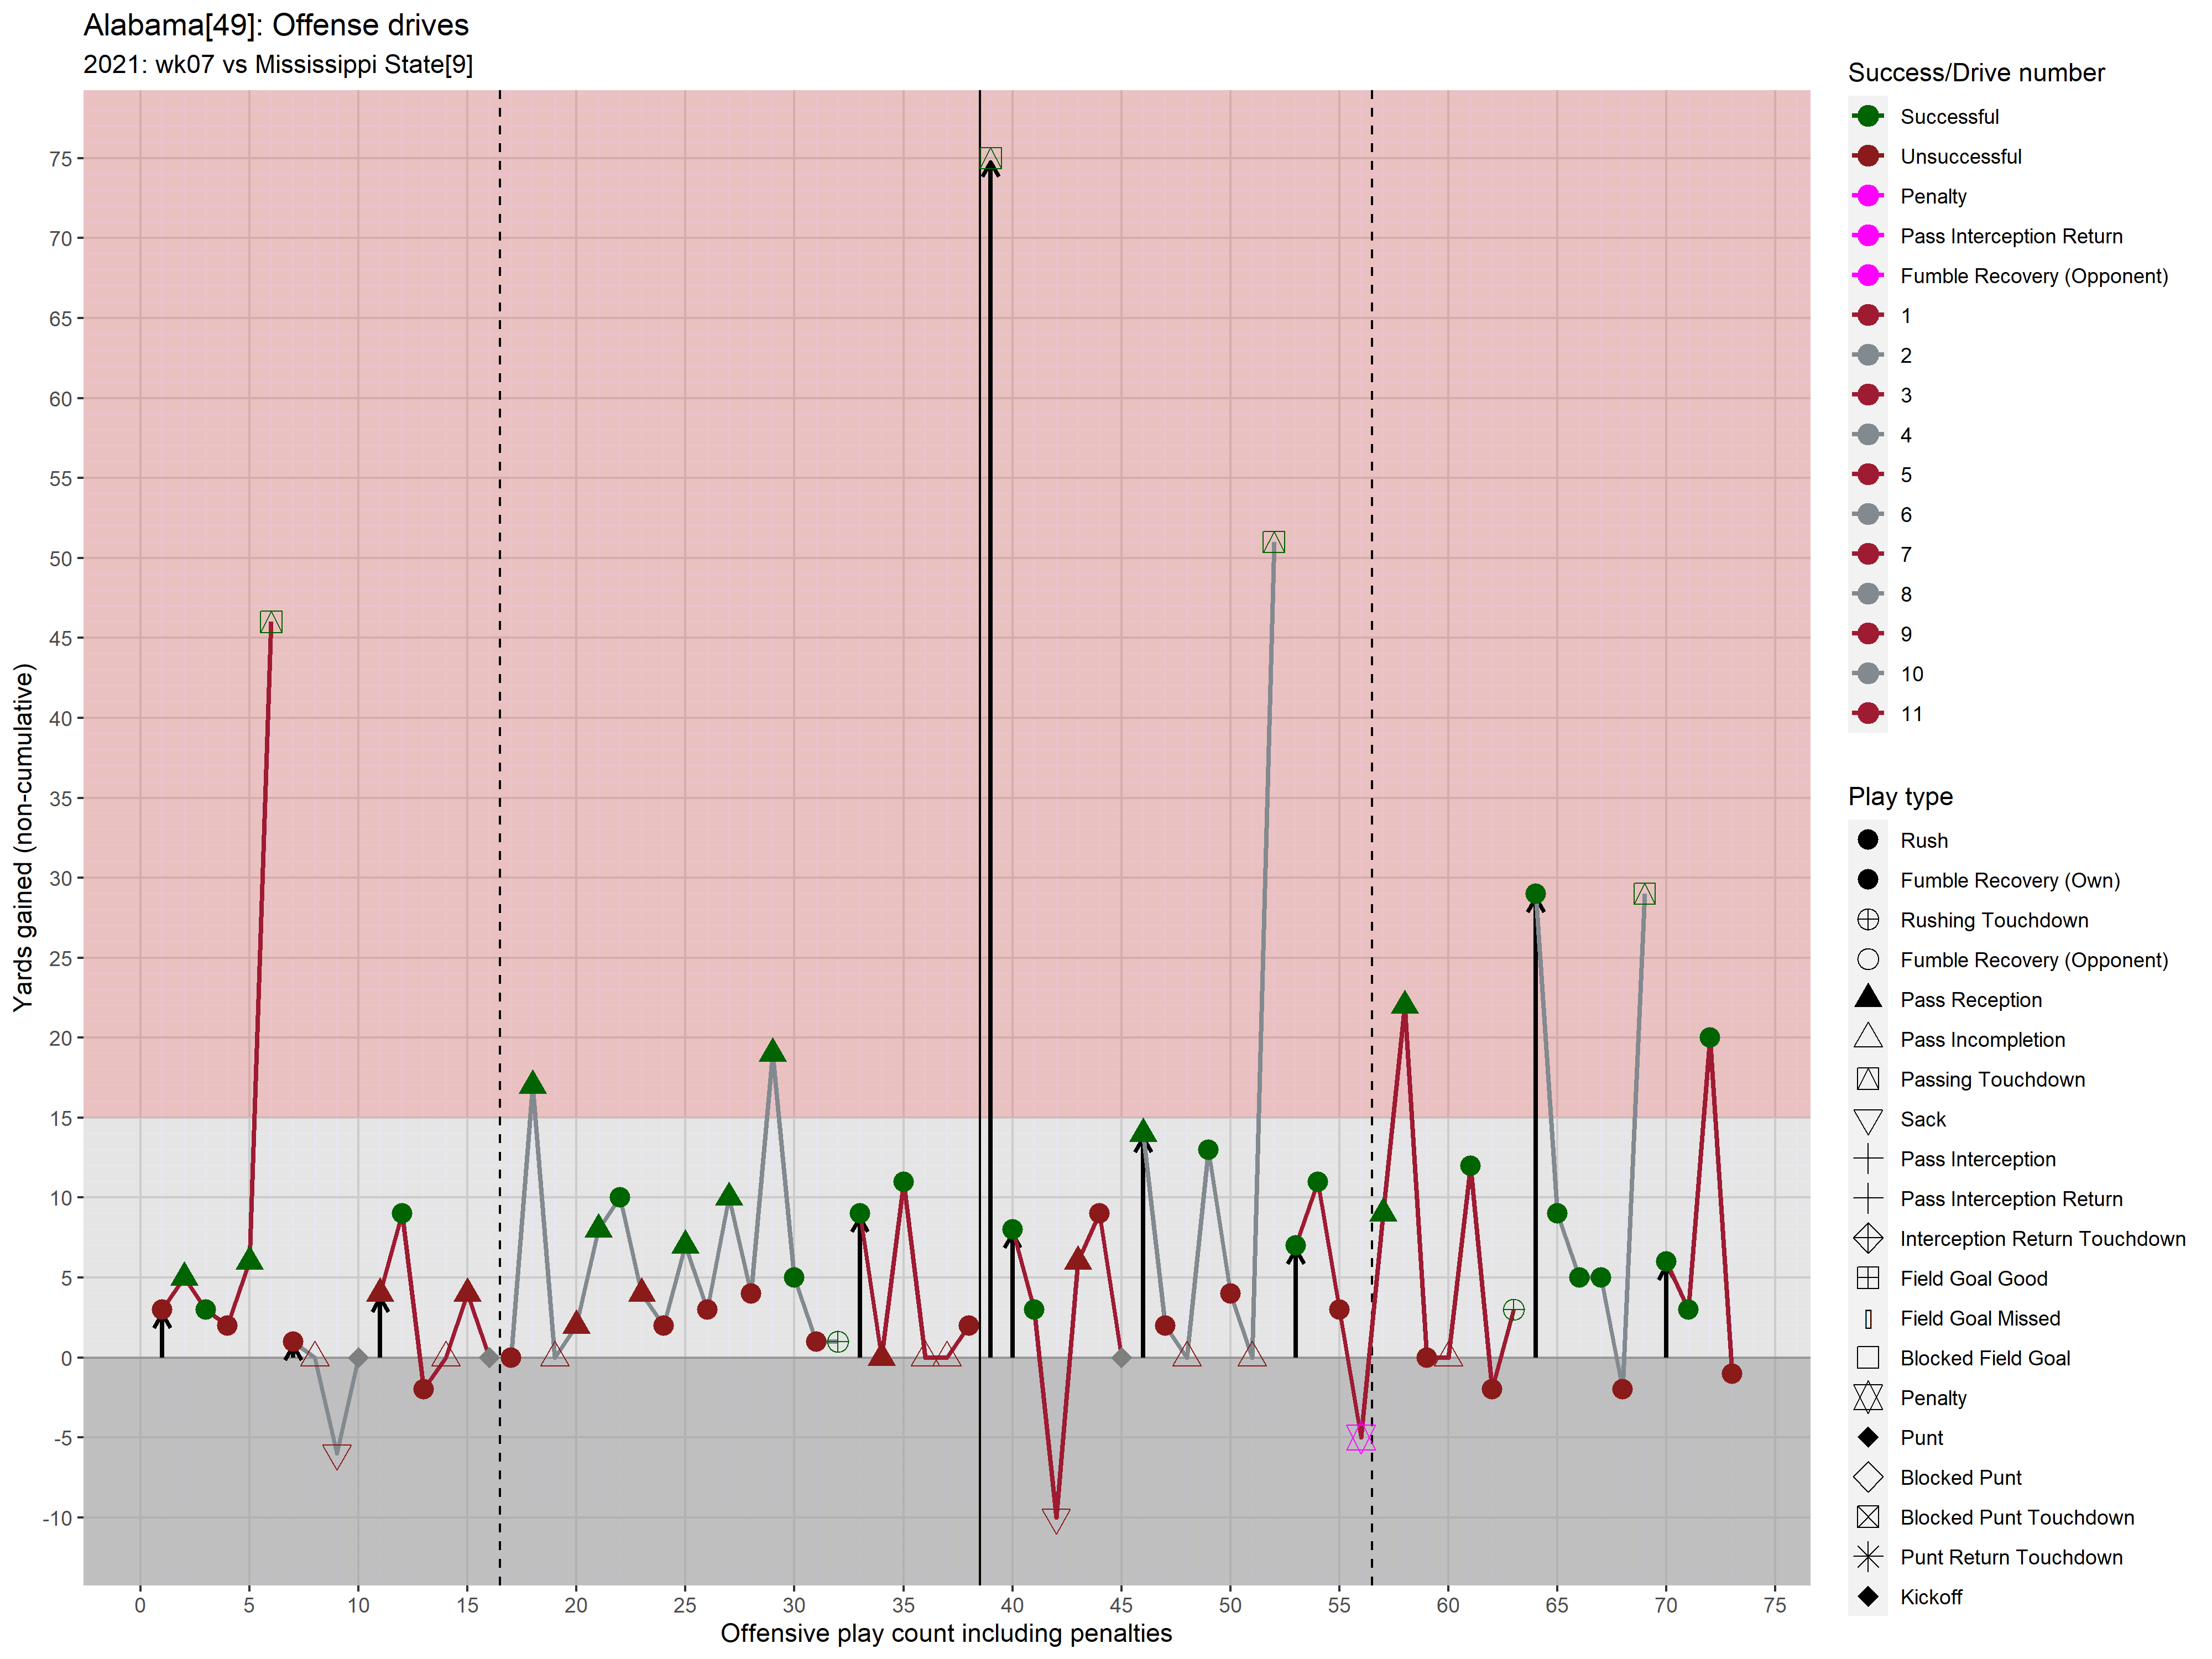 Alabama[49]: Offense drives
2021: wk07 vs Mississippi State[9]
Yards gained (non-cumulative)
75
70
65
60
55
50
45
40
35
30
25
20
15
10
5
0
-5
-10
0 5 10 15 20 25 30 35 40 45 50 55 60 65 70 75
Offensive play count including penalties
Success/Drive number
Successful
Unsuccessful
Penalty
Pass Interception Return
Fumble Recovery (Opponent)
1
2
3
4
5
6
7
8
9
10
11
Play type
Rush
Fumble Recovery (Own)
Rushing Touchdown
Fumble Recovery (Opponent)
Pass Reception
Pass Incompletion
Passing Touchdown
Sack
Pass Interception
Pass Interception Return
Interception Return Touchdown
Field Goal Good
Field Goal Missed
Blocked Field Goal
Penalty
Punt
Blocked Punt
Blocked Punt Touchdown
Punt Return Touchdown
Kickoff